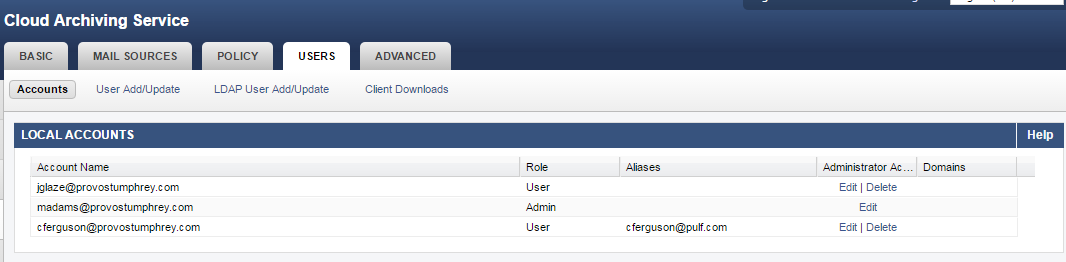 Cloud Archiving Service
BASIC MAIL SOURCES POLICY USERS ADVANCED
Accounts User Add/Update LDAP User Add/Update Client Downloads
LOCAL ACCOUNTS Help
Account Name Role Aliases Administrator Ac... Domains
jglaze@provostumphrey.com User Edit | Delete
madams@provostumphrey.com Admin Edit
cferguson@provostumphrey.com User cferguson@pulf.com Edit | Delete